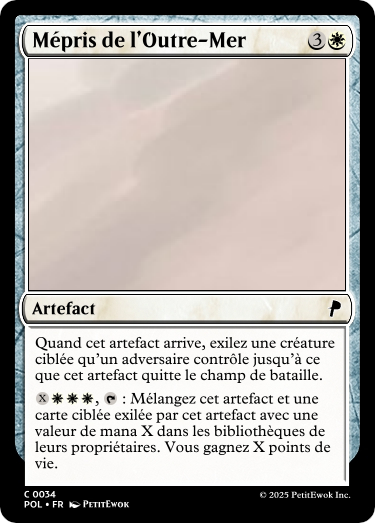 Mépris de l'Outre-Mer 3
Artefact
Quand cet artefact arrive, exilez une créature
ciblée qu'un adversaire contrôle jusqu'à ce
que cet artefact quitte le champ de bataille.
X, : Mélangez cet artefact et une
carte ciblée exilée par cet artefact avec une
valeur de mana X dans les bibliothèques de
leurs propriétaires. Vous gagnez X points de
vie.
C 0034
POL • FR PetitEwok
© 2025 PetitEwok Inc.